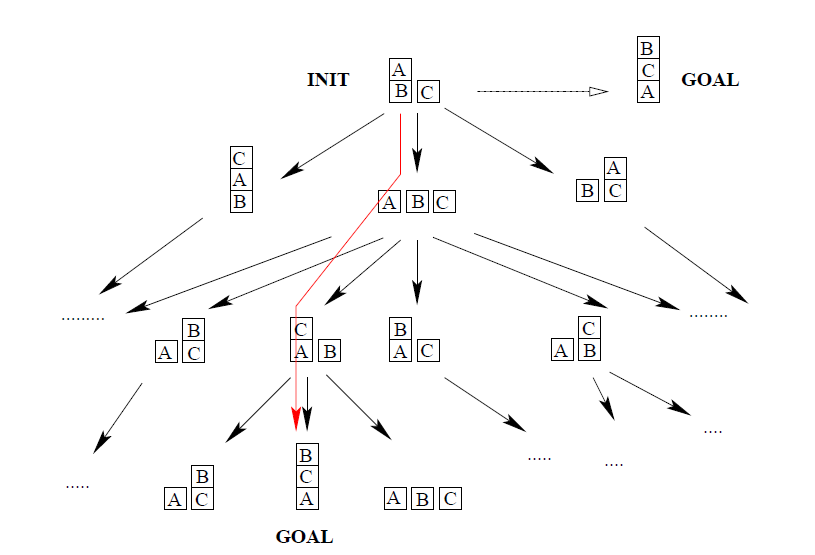 B
A
INIT
C
GOAL
B C
A
C
A
A
B C
B
A B C
.........
........
B
C
B
C
A C
A B
A C
A B
....
.....
....
.....
B
B
C
A C
A
A B C
GOAL